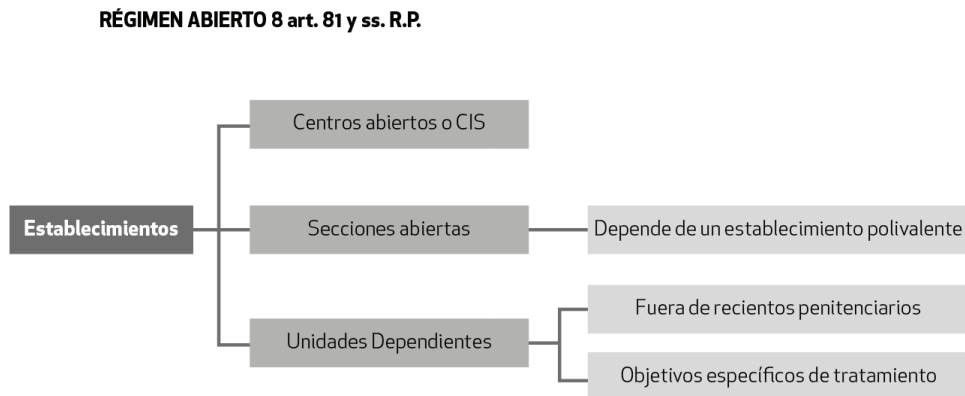 RÉGIMEN ABIERTO 8 art. 81 y ss. R.P.
Centros abiertos o CIS
Establecimientos
Secciones abiertas
Depende de un establecimiento polivalente
Unidades Dependientes
Fuera de recientos penitenciarios
Objetivos específicos de tratamiento